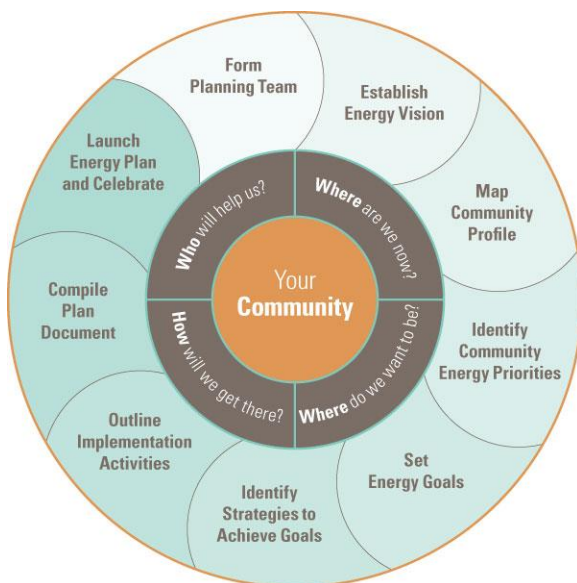 Form
Planning Team
Establish
Energy Vision
Map
Community
Profile
Identify
Community
Energy Priorities
Set
Energy Goals
Identify
Strategies to
Achieve Goals
Outline
Implementation
Activities
Compile
Plan
Document
Launch
Energy Plan
and Celebrate
Who will help us?
Where are we now?
Where do we want to be?
How will we get there?
Your
Community